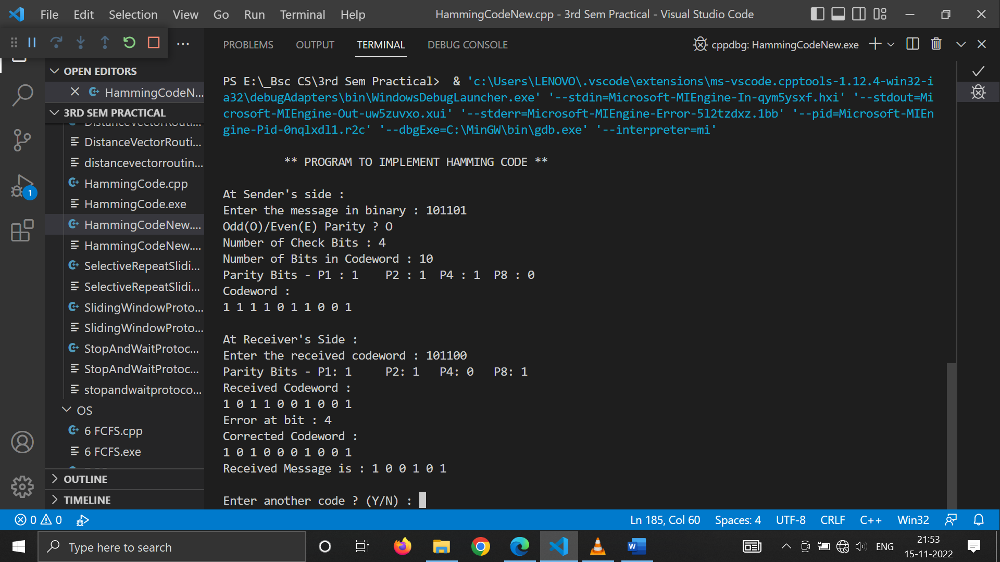 File Edit Selection View Go Run Terminal Help
HammingCodeNew.cpp - 3rd Sem Practical - Visual Studio Code
PROBLEMS OUTPUT TERMINAL DEBUG CONSOLE
cppdbg: HammingCodeNew.exe
OPEN EDITORS
HammingCodeN...
3RD SEM PRACTICAL
DistanceVectorRouti...
DistanceVectorRouti...
distancevectorroutin...
HammingCode.cpp
HammingCode.exe
HammingCodeNew....
HammingCodeNew....
SelectiveRepeatSlidi...
SelectiveRepeatSlidi...
SlidingWindowProto...
SlidingWindowProto...
StopAndWaitProtoc...
StopAndWaitProtoc...
stopandwaitprotoco...
OS
6 FCFS.cpp
6 FCFS.exe
OUTLINE
TIMELINE
1
PS E:\_Bsc CS\3rd Sem Practical>  & 'c:\Users\LENOVO\.vscode\extensions\ms-vscode.cpptools-1.12.4-win32-i
a32\debugAdapters\bin\WindowsDebugLauncher.exe' '--stdin=Microsoft-MIEngine-In-qym5ysxf.hxi' '--stdout=Mi
crosoft-MIEngine-Out-uw5zuvxo.xui' '--stderr=Microsoft-MIEngine-Error-5l2tzdxz.1bb' '--pid=Microsoft-MIEn
gine-Pid-0nqlxdl1.r2c' '--dbgExe=C:\MinGW\bin\gdb.exe' '--interpreter=mi'
** PROGRAM TO IMPLEMENT HAMMING CODE **
At Sender's side :
Enter the message in binary : 101101
Odd(O)/Even(E) Parity ? O
Number of Check Bits : 4
Number of Bits in Codeword : 10
Parity Bits - P1 : 1    P2 : 1  P4 : 1  P8 : 0
Codeword :
1 1 1 1 0 1 1 0 0 1
At Receiver's Side :
Enter the received codeword : 101100
Parity Bits - P1: 1     P2: 1   P4: 0   P8: 1
Received Codeword :
1 0 1 1 0 0 1 0 0 1
Error at bit : 4
Corrected Codeword :
1 0 1 0 0 0 1 0 0 1
Received Message is : 1 0 0 1 0 1
Enter another code ? (Y/N) :
0 0
Ln 185, Col 60 Spaces: 4 UTF-8 CRLF C++ Win32
Type here to search
ENG
21:53
15-11-2022